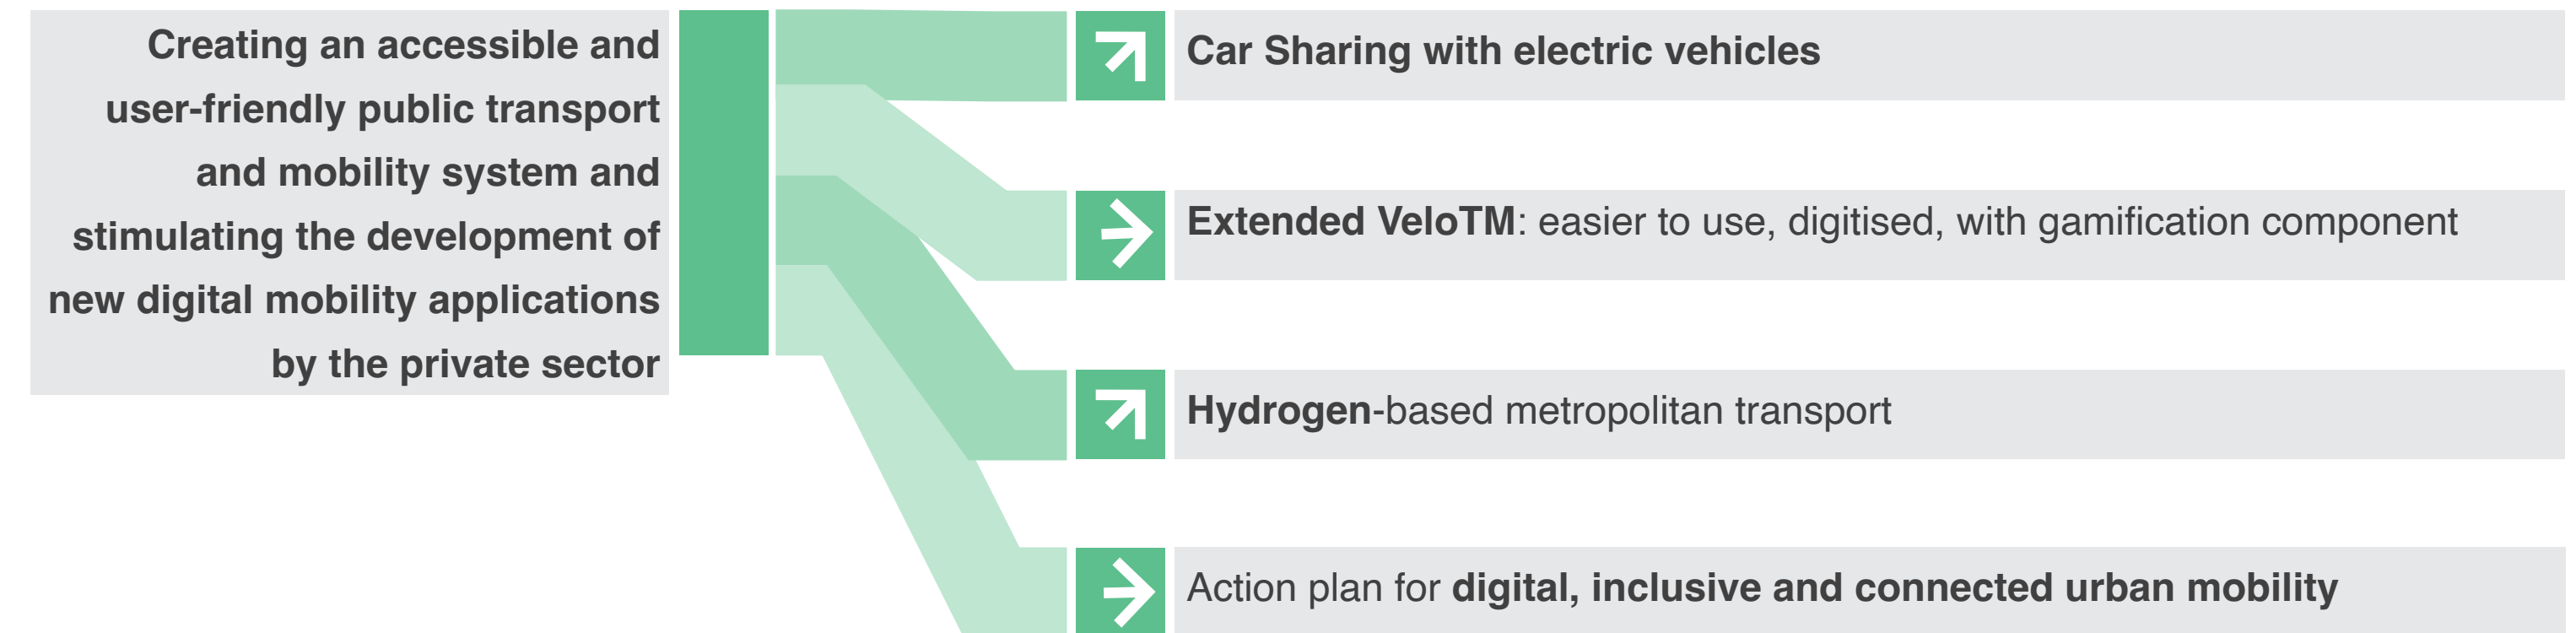 Creating an accessible and
user-friendly public transport
and mobility system and
stimulating the development of
new digital mobility applications
by the private sector
Car Sharing with electric vehicles
Extended VeloTM: easier to use, digitised, with gamification component
Hydrogen-based metropolitan transport
Action plan for digital, inclusive and connected urban mobility